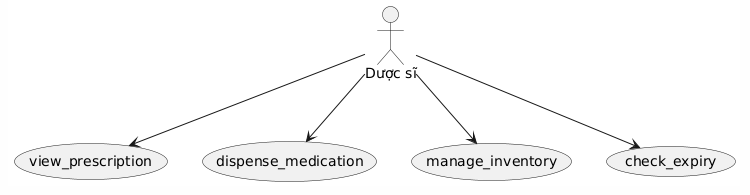 Dược sĩ
view_prescription
dispense_medication
manage_inventory
check_expiry